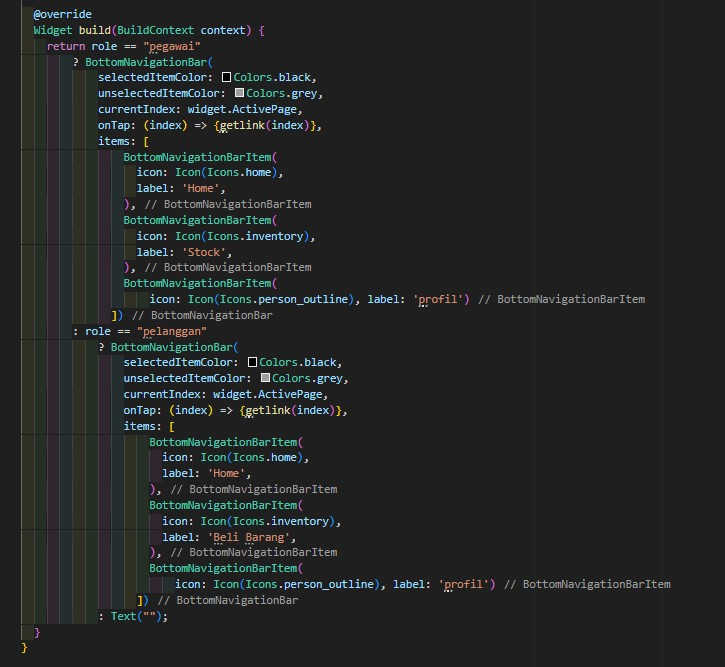 @override
Widget build(BuildContext context) {
return role == "pegawai"
? BottomNavigationBar(
selectedItemColor: Colors.black,
unselectedItemColor: Colors.grey,
currentIndex: widget.ActivePage,
onTap: (index) => {getlink(index)},
items: [
BottomNavigationBarItem(
icon: Icon(Icons.home),
label: 'Home',
), // BottomNavigationBarItem
BottomNavigationBarItem(
icon: Icon(Icons.inventory),
label: 'Stock',
), // BottomNavigationBarItem
BottomNavigationBarItem(
icon: Icon(Icons.person_outline), label: 'profil') // BottomNavigationBarItem
]) // BottomNavigationBar
: role == "pelanggan"
? BottomNavigationBar(
selectedItemColor: Colors.black,
unselectedItemColor: Colors.grey,
currentIndex: widget.ActivePage,
onTap: (index) => {getlink(index)},
items: [
BottomNavigationBarItem(
icon: Icon(Icons.home),
label: 'Home',
), // BottomNavigationBarItem
BottomNavigationBarItem(
icon: Icon(Icons.inventory),
label: 'Beli Barang',
), // BottomNavigationBarItem
BottomNavigationBarItem(
icon: Icon(Icons.person_outline), label: 'profil') // BottomNavigationBarItem
]) // BottomNavigationBar
: Text("");
}
}